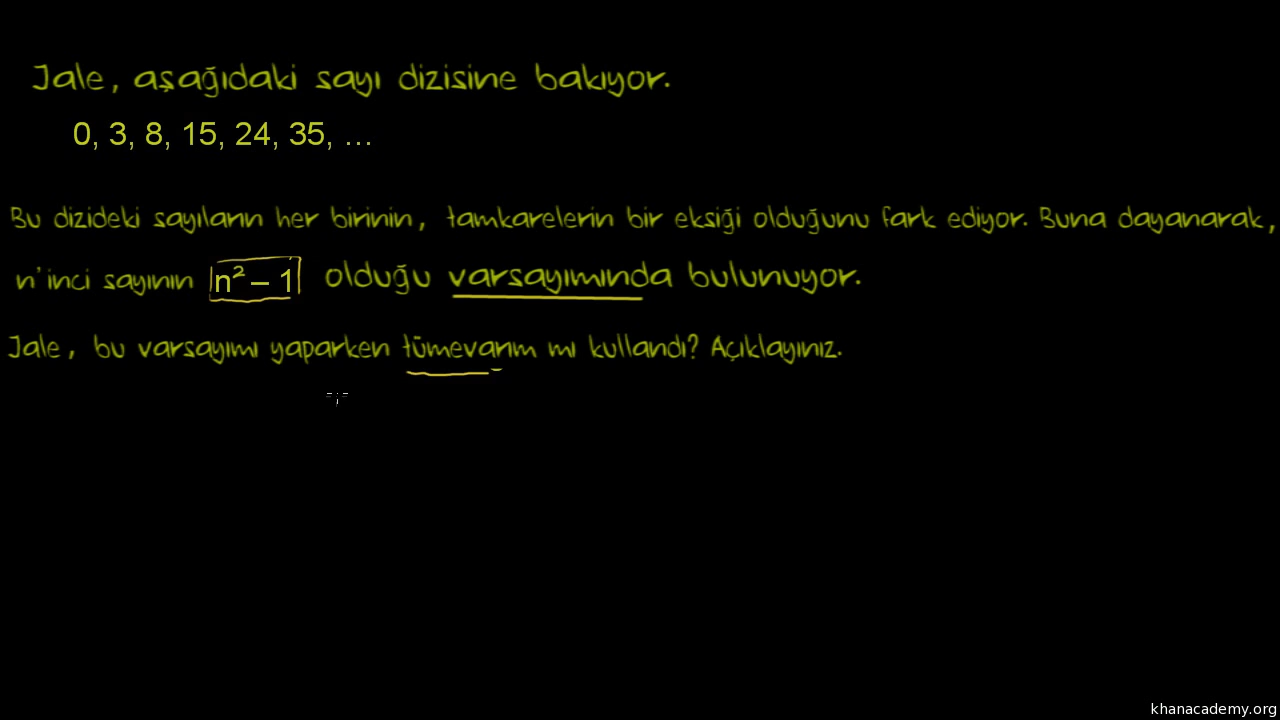 Jale, aşağıdaki sayı dizisine bakıyor.
0, 3, 8, 15, 24, 35, ...
Bu dizideki sayıların her birinin, tamkarelerin bir eksiği olduğunu fark ediyor. Buna dayanarak,
n'inci sayının n² – 1 olduğu varsayımında bulunuyor.
Jale, bu varsayımı yaparken tümevarım mı kullandı? Açıklayınız.
khanacademy.org